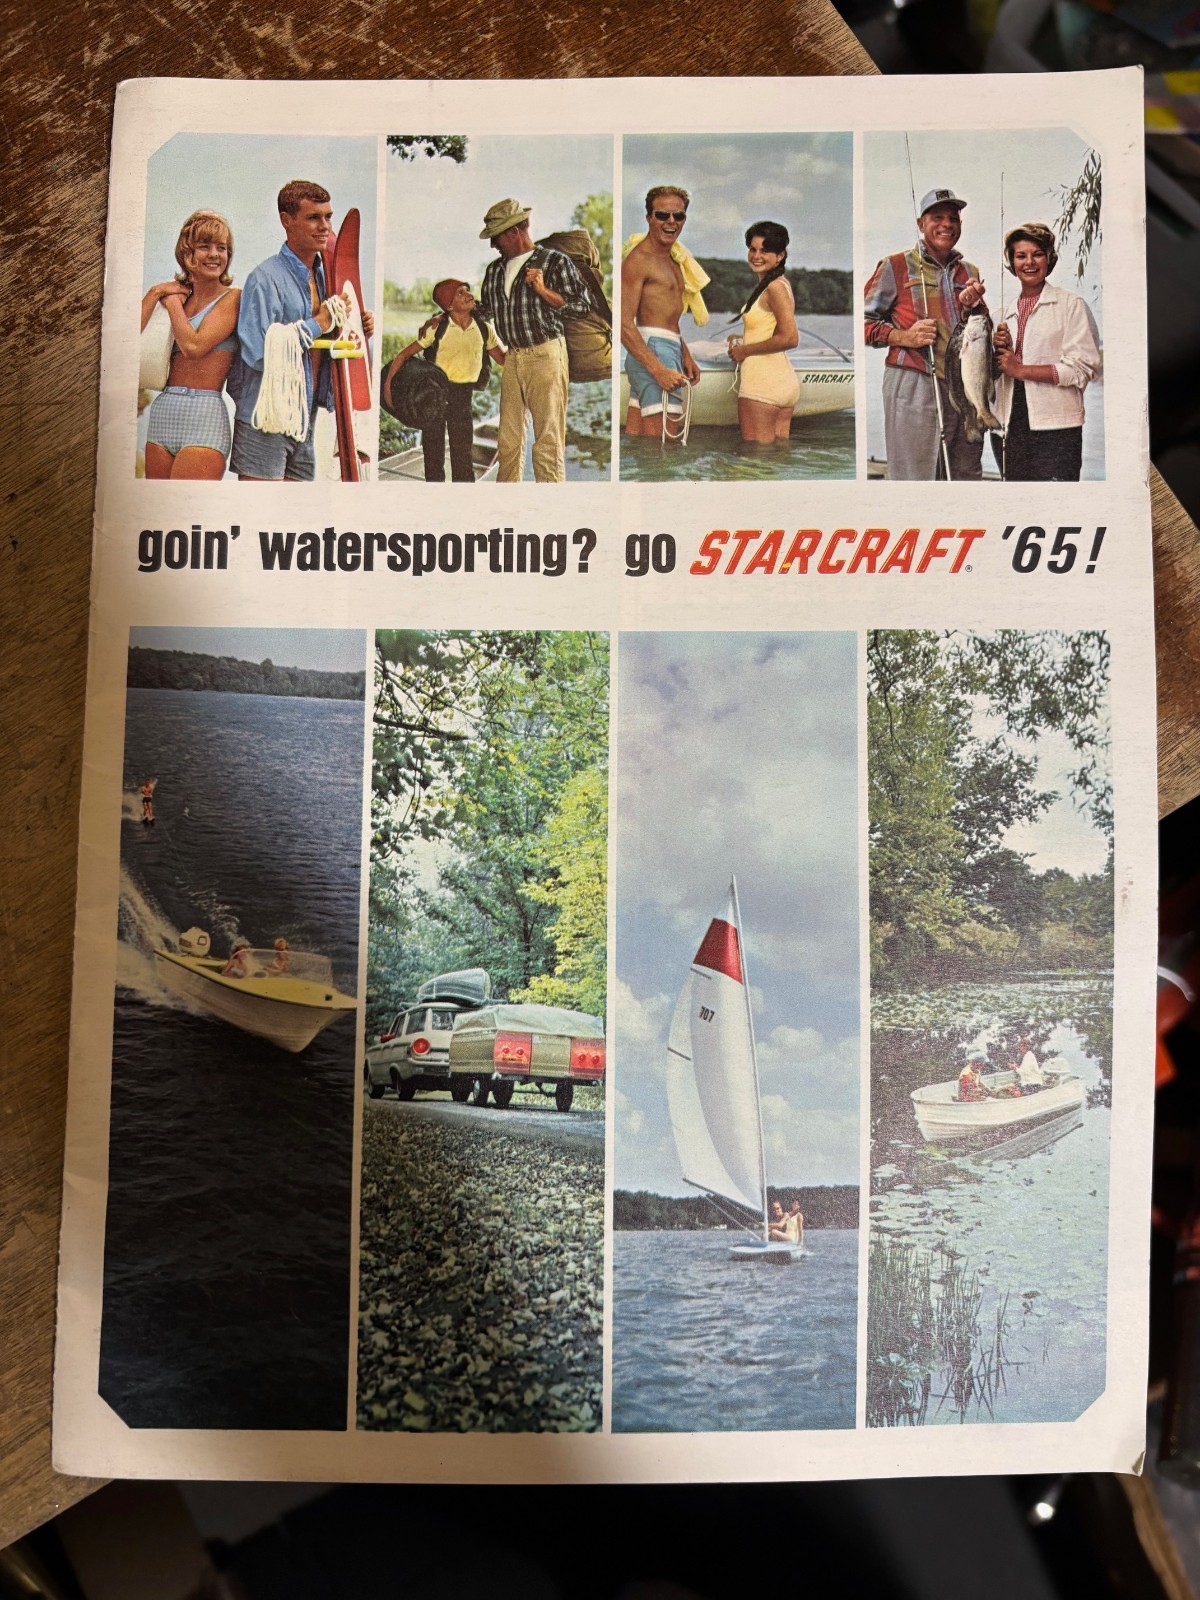 STARCRAFT
goin' watersporting? go STARCRAFT® '65!
707